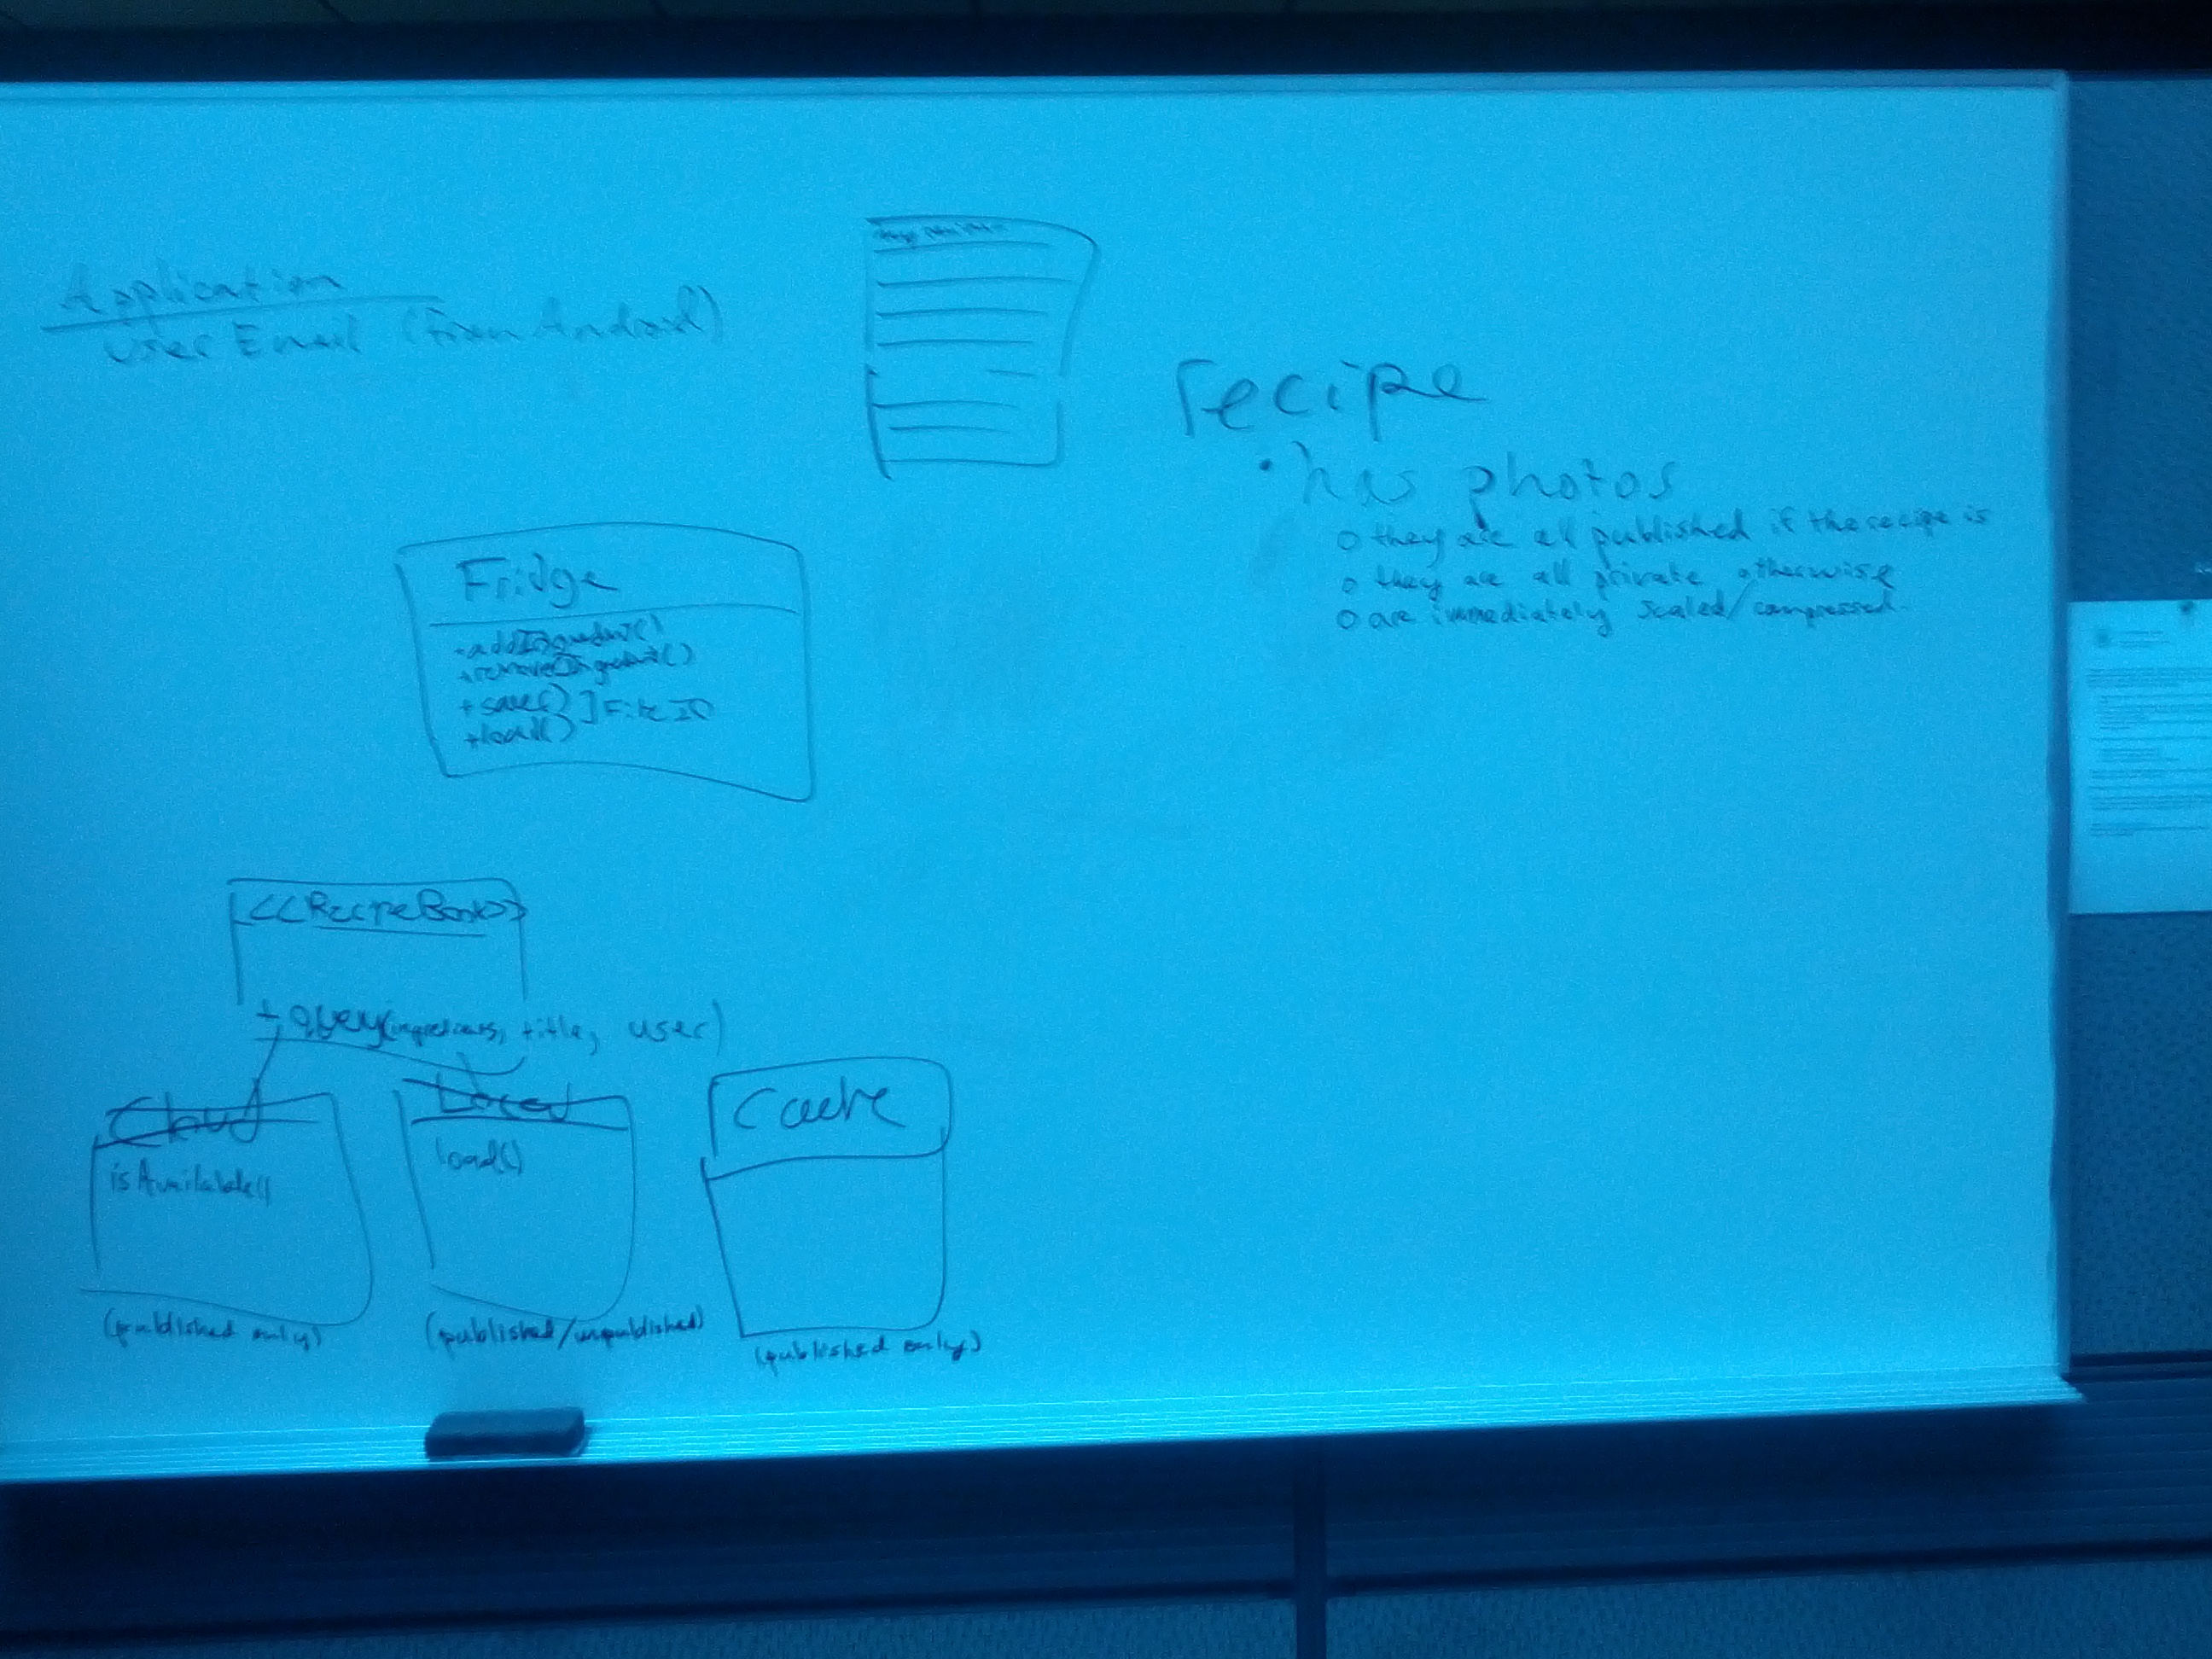 Application
User Email (from Android)
recipe
• has photos
o they are all published if the recipe is
o they are all private otherwise
o are immediately scaled/compressed.
Fridge
+addIngredient()
+removeIngredient()
+save() ] File IO
+load()
<<RecipeBook>>
+query(ingredients, title, user)
Cloud
isAvailable()
(published only)
Local
load()
(published/unpublished)
Cache
(published only)